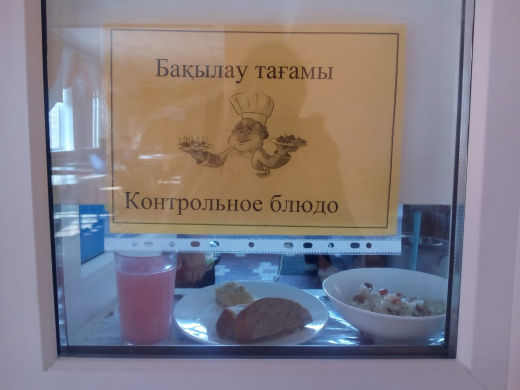 Бақылау тағамы
Контрольное блюдо